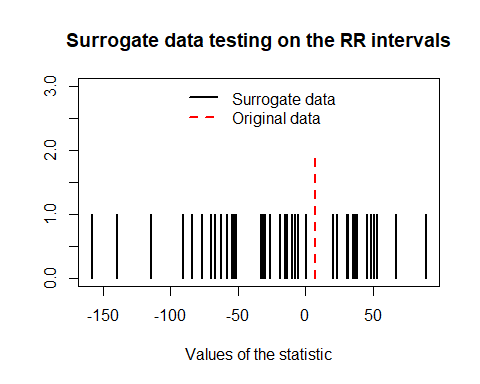 Surrogate data testing on the RR intervals
Surrogate data
Original data
3.0
2.0
1.0
0.0
-150 -100 -50 0 50
Values of the statistic